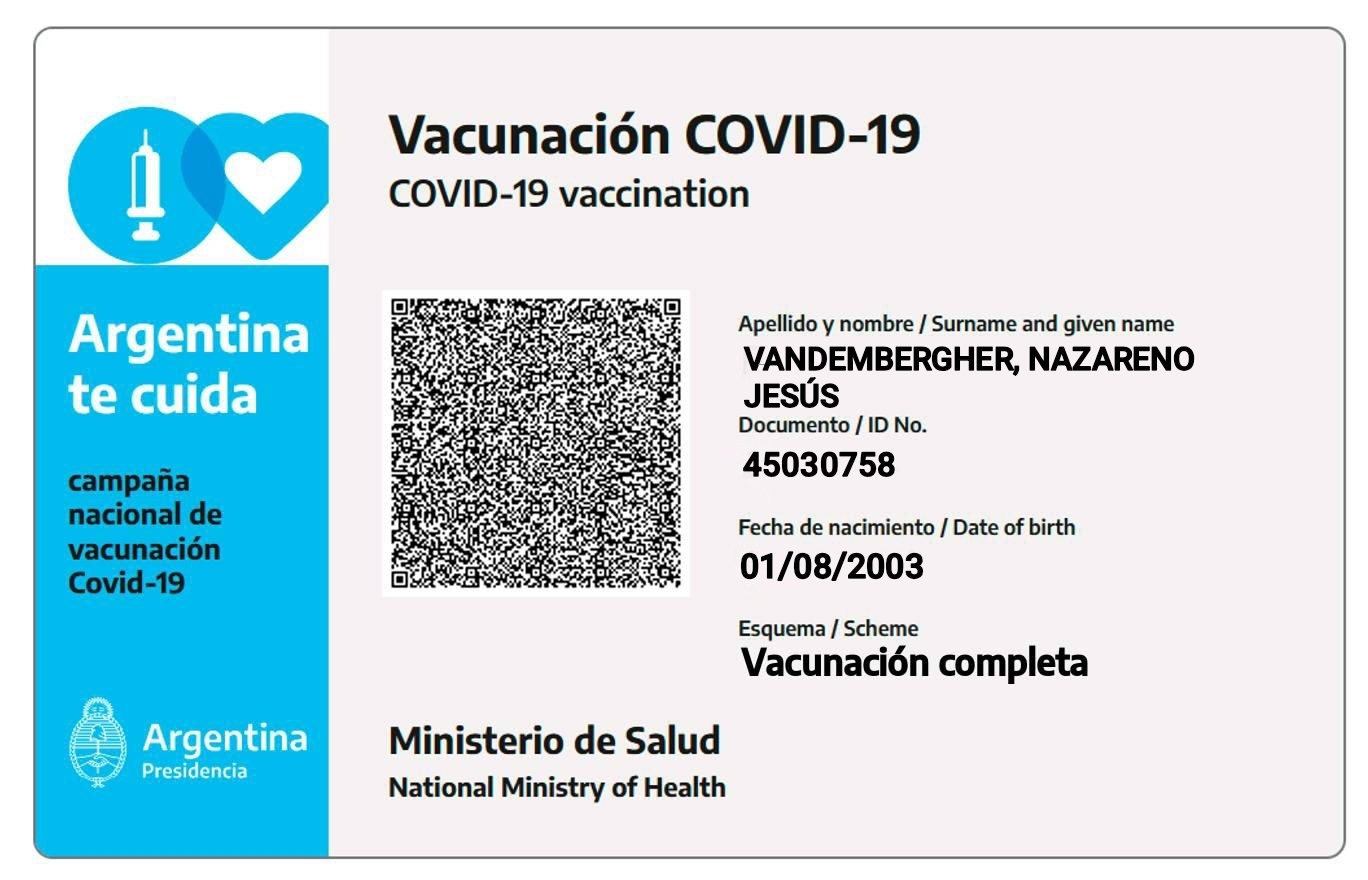 Vacunación COVID-19
COVID-19 vaccination
Argentina
te cuida
campaña
nacional de
vacunación
Covid-19
Argentina
Presidencia
Apellido y nombre / Surname and given name
VANDEMBERGHER, NAZARENO
JESÚS
Documento / ID No.
45030758
Fecha de nacimiento / Date of birth
01/08/2003
Esquema / Scheme
Vacunación completa
Ministerio de Salud
National Ministry of Health